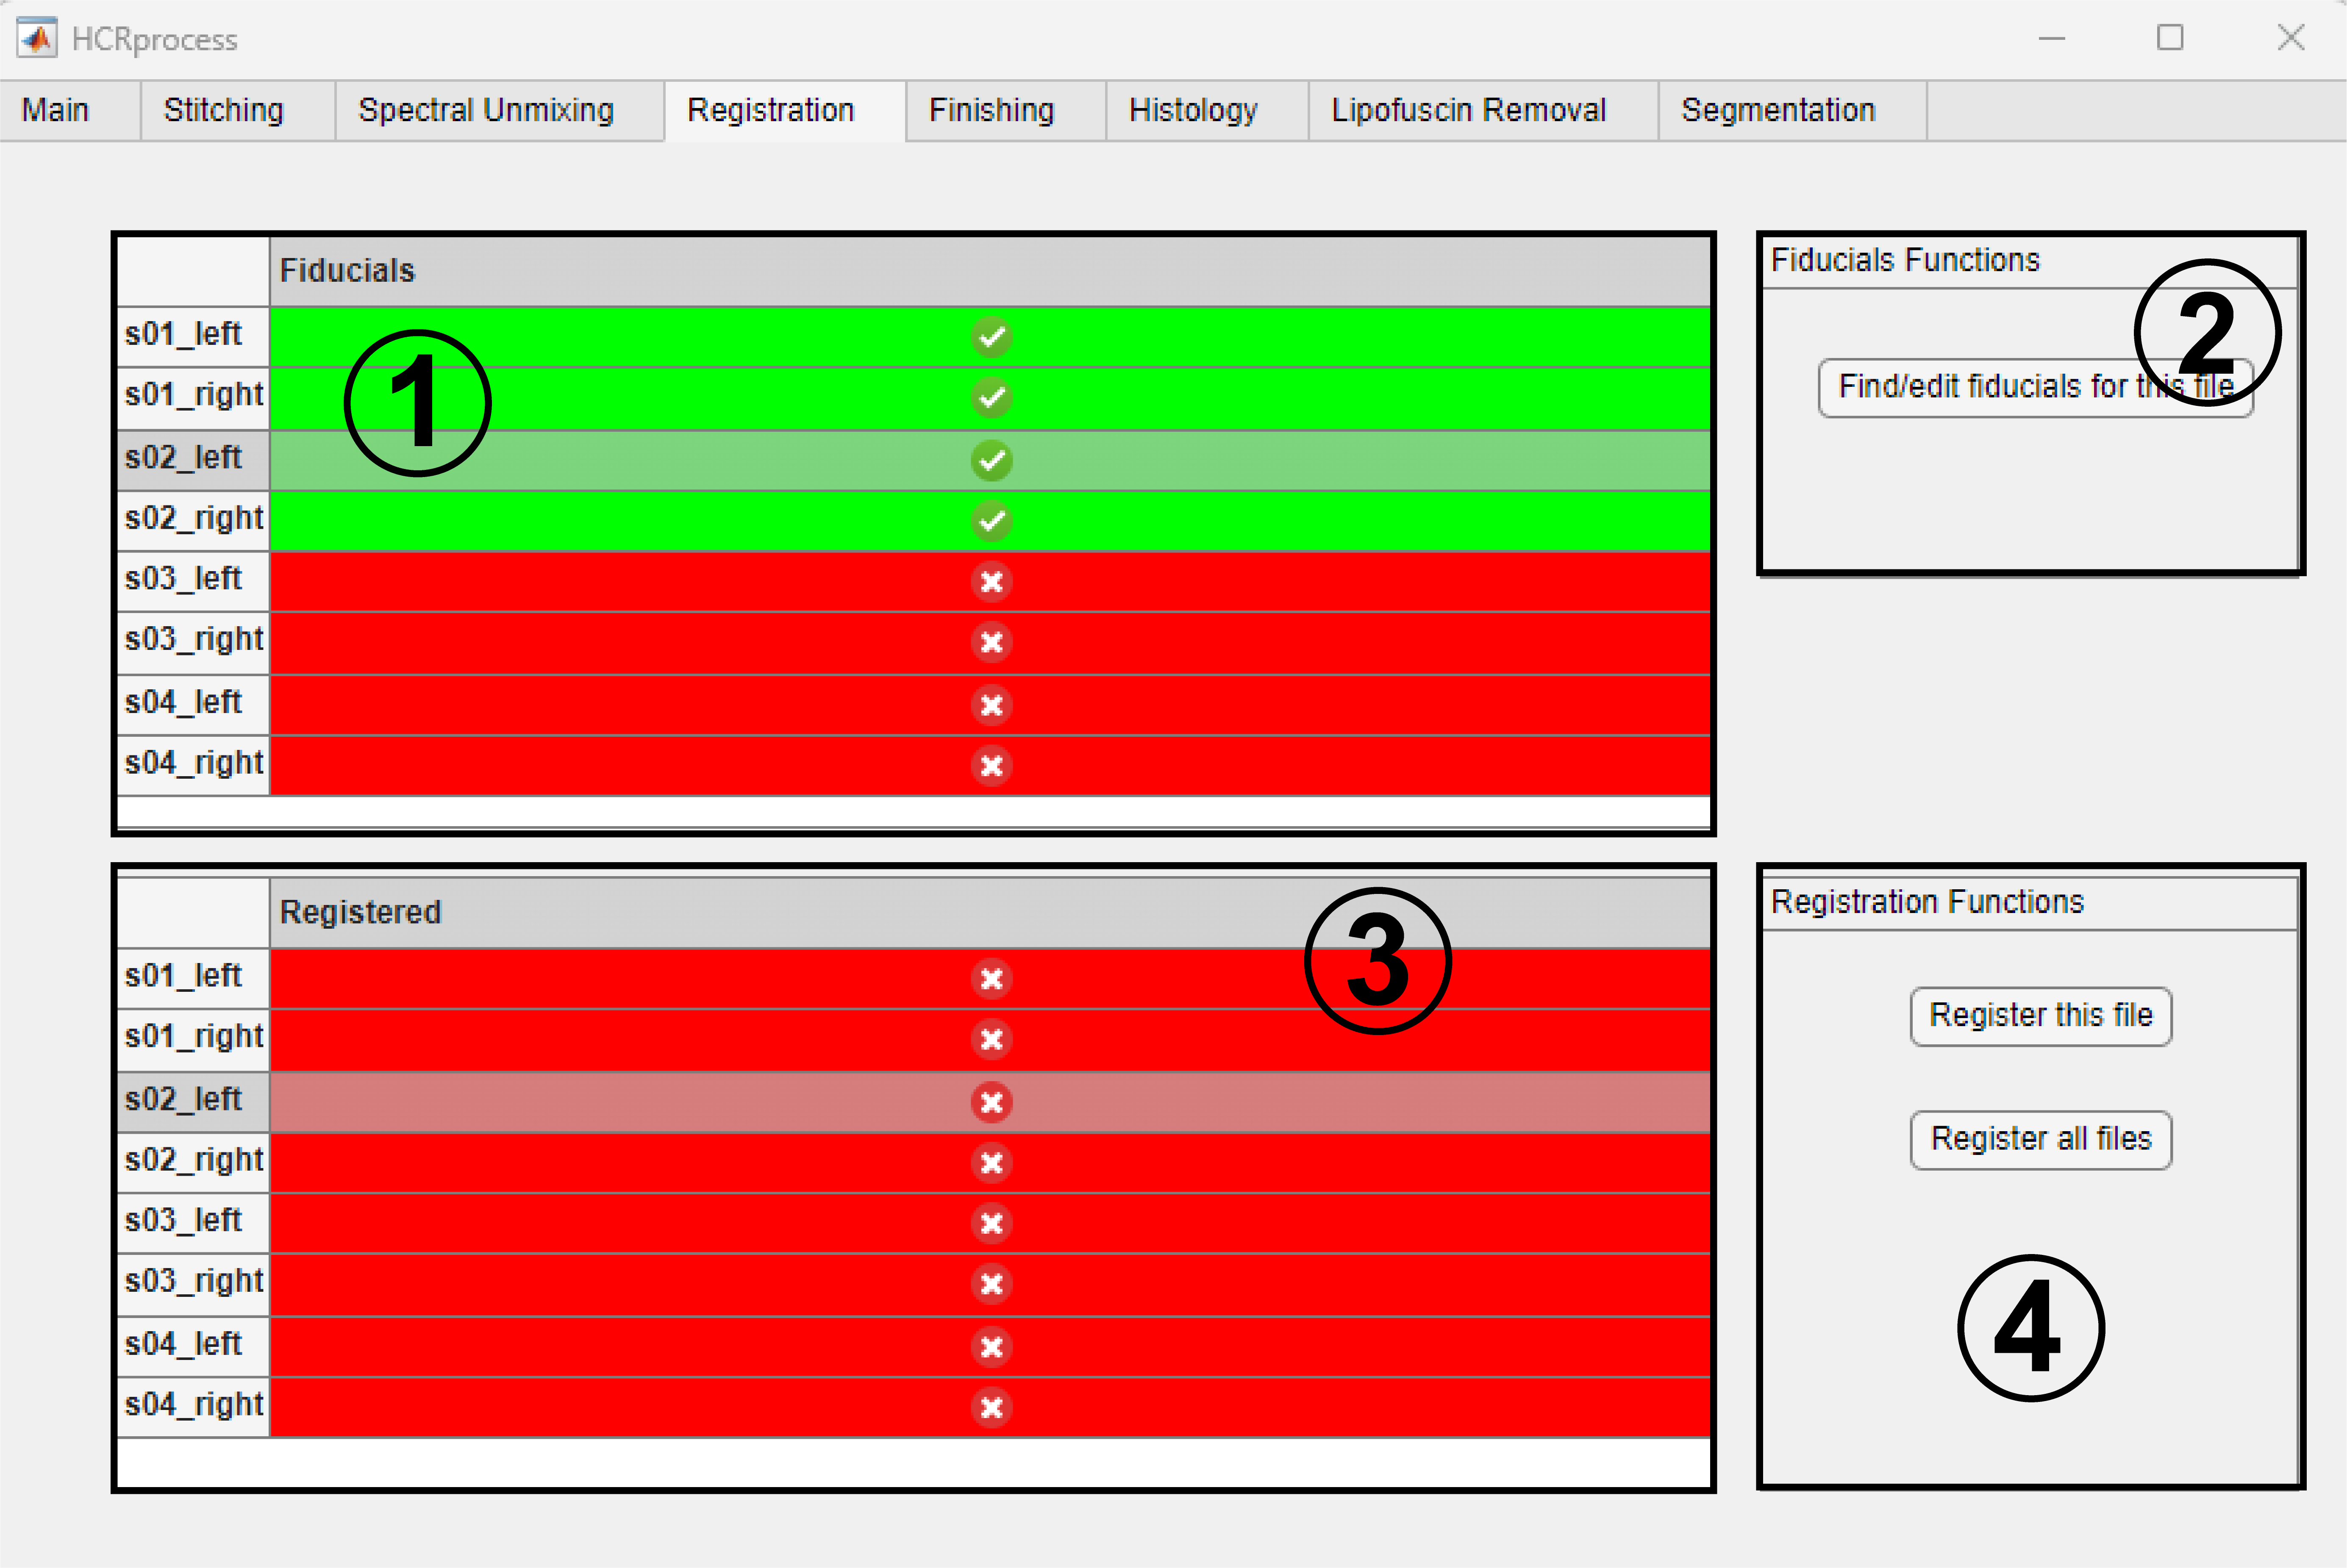 HCRprocess
Main Stitching Spectral Unmixing Registration Finishing Histology Lipofuscin Removal Segmentation
Fiducials
s01_left
s01_right
s02_left
s02_right
s03_left
s03_right
s04_left
s04_right
1
Fiducials Functions
2
Find/edit fiducials for this file
Registered
s01_left
s01_right
s02_left
s02_right
s03_left
s03_right
s04_left
s04_right
3
Registration Functions
Register this file
Register all files
4